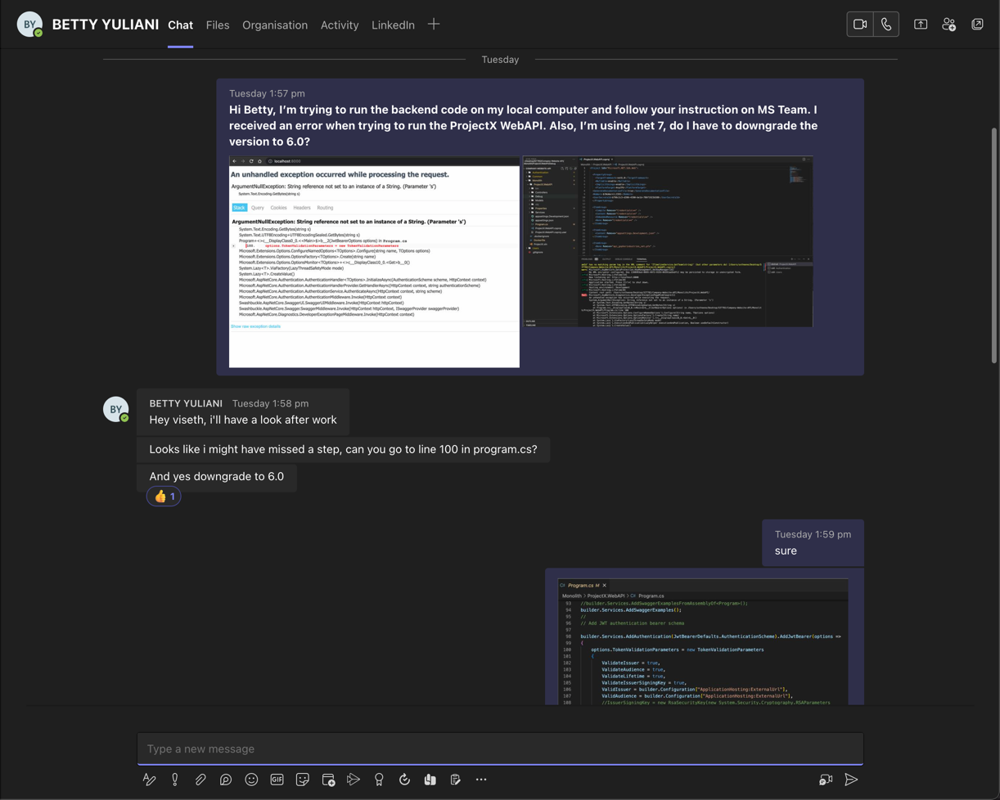 BY
BETTY YULIANI
Chat
Files
Organisation
Activity
LinkedIn
Tuesday
Tuesday 1:57 pm
Hi Betty, I’m trying to run the backend code on my local computer and follow your instruction on MS Team. I
received an error when trying to run the ProjectX WebAPI. Also, I’m using .net 7, do I have to downgrade the
version to 6.0?
localhost:8000
An unhandled exception occurred while processing the request.
ArgumentNullException: String reference not set to an instance of a String. (Parameter 's')
System.Text.Encoding.GetBytes(string s)
Stack Query Cookies Headers Routing
ArgumentNullException: String reference not set to an instance of a String. (Parameter 's')
System.Text.Encoding.GetBytes(string s)
System.Text.UTF8Encoding+UTF8EncodingSealed.GetBytes(string s)
Program+<>c__DisplayClass0_0.<<Main>$>b__2(JwtBearerOptions options) in Program.cs
100. options.TokenValidationParameters = new TokenValidationParameters
Microsoft.Extensions.Options.ConfigureNamedOptions<TOptions>.Configure(string name, TOptions options)
Microsoft.Extensions.Options.OptionsFactory<TOptions>.Create(string name)
Microsoft.Extensions.Options.OptionsMonitor<TOptions>+<>c__DisplayClass10_0.<Get>b__0()
System.Lazy<T>.ViaFactory(LazyThreadSafetyMode mode)
System.Lazy<T>.CreateValue()
Microsoft.AspNetCore.Authentication.AuthenticationHandler<TOptions>.InitializeAsync(AuthenticationScheme scheme, HttpContext context)
Microsoft.AspNetCore.Authentication.AuthenticationHandlerProvider.GetHandlerAsync(HttpContext context, string authenticationScheme)
Microsoft.AspNetCore.Authentication.AuthenticationService.AuthenticateAsync(HttpContext context, string scheme)
Microsoft.AspNetCore.Authentication.AuthenticationMiddleware.Invoke(HttpContext context)
Swashbuckle.AspNetCore.SwaggerUI.SwaggerUIMiddleware.Invoke(HttpContext httpContext)
Swashbuckle.AspNetCore.Swagger.SwaggerMiddleware.Invoke(HttpContext httpContext, ISwaggerProvider swaggerProvider)
Microsoft.AspNetCore.Diagnostics.DeveloperExceptionPageMiddleware.Invoke(HttpContext context)
Show raw exception details
BY
BETTY YULIANI Tuesday 1:58 pm
Hey viseth, i'll have a look after work
Looks like i might have missed a step, can you go to line 100 in program.cs?
And yes downgrade to 6.0
1
Tuesday 1:59 pm
sure
Program.cs M
Monolith > ProjectX.WebAPI > Program.cs
93 //builder.Services.AddSwaggerExamplesFromAssemblyOf<Program>();
94 builder.Services.AddSwaggerExamples();
95 //
96 // Add JWT authentication bearer schema
97
98 builder.Services.AddAuthentication(JwtBearerDefaults.AuthenticationScheme).AddJwtBearer(options =>
99 {
100 options.TokenValidationParameters = new TokenValidationParameters
101 {
102 ValidateIssuer = true,
103 ValidateAudience = true,
104 ValidateLifetime = true,
105 ValidateIssuerSigningKey = true,
106 ValidIssuer = builder.Configuration["ApplicationHosting:ExternalUrl"],
107 ValidAudience = builder.Configuration["ApplicationHosting:ExternalUrl"],
108 //IssuerSigningKey = new RsaSecurityKey(new System.Security.Cryptography.RSAParameters
Type a new message
GIF